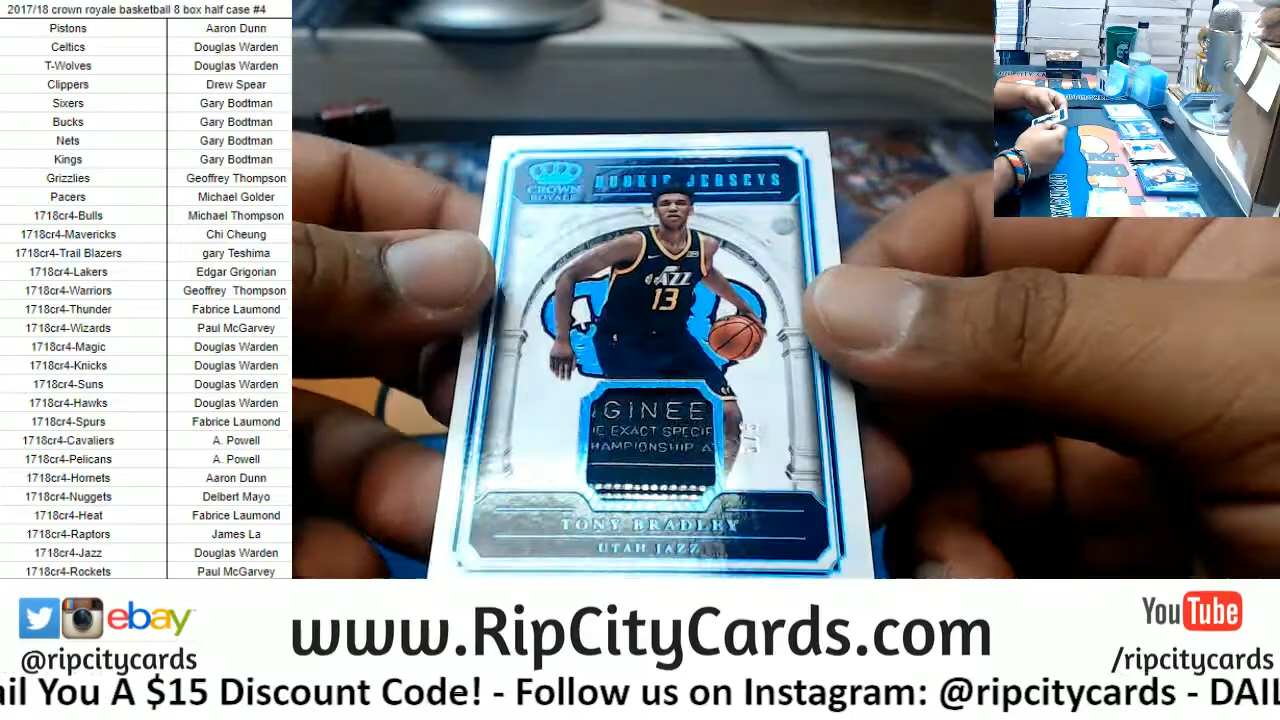 2017/18 crown royale basketball 8 box half case #4
Pistons Aaron Dunn
Celtics Douglas Warden
T-Wolves Douglas Warden
Clippers Drew Spear
Sixers Gary Bodtman
Bucks Gary Bodtman
Nets Gary Bodtman
Kings Gary Bodtman
Grizzlies Geoffrey Thompson
Pacers Michael Golder
1718cr4-Bulls Michael Thompson
1718cr4-Mavericks Chi Cheung
1718cr4-Trail Blazers gary Teshima
1718cr4-Lakers Edgar Grigorian
1718cr4-Warriors Geoffrey Thompson
1718cr4-Thunder Fabrice Laumond
1718cr4-Wizards Paul McGarvey
1718cr4-Magic Douglas Warden
1718cr4-Knicks Douglas Warden
1718cr4-Suns Douglas Warden
1718cr4-Hawks Douglas Warden
1718cr4-Spurs Fabrice Laumond
1718cr4-Cavaliers A. Powell
1718cr4-Pelicans A. Powell
1718cr4-Hornets Aaron Dunn
1718cr4-Nuggets Delbert Mayo
1718cr4-Heat Fabrice Laumond
1718cr4-Raptors James La
1718cr4-Jazz Douglas Warden
1718cr4-Rockets Paul McGarvey
CROWN
ROYALE
ROOKIE JERSEYS
JAZZ
13
GINEE
E EXACT SPECIF
HAMPIONSHIP A
TONY BRADLEY
UTAH JAZZ
ebay
@ripcitycards
www.RipCityCards.com
YouTube
/ripcitycards
ail You A $15 Discount Code! - Follow us on Instagram: @ripcitycards - DAI